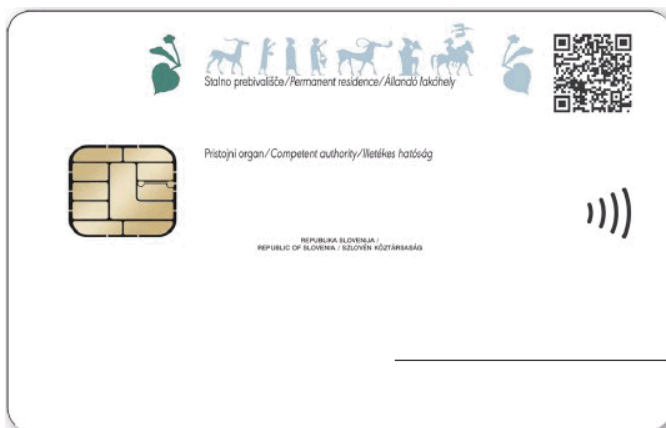 Stalno prebivališče/Permanent residence/Állandó lakóhely
Pristojni organ/Competent authority/Illetékes hatóság
REPUBLIKA SLOVENIJA /
REPUBLIC OF SLOVENIA / SZLOVÉN KÖZTÁRSASÁG